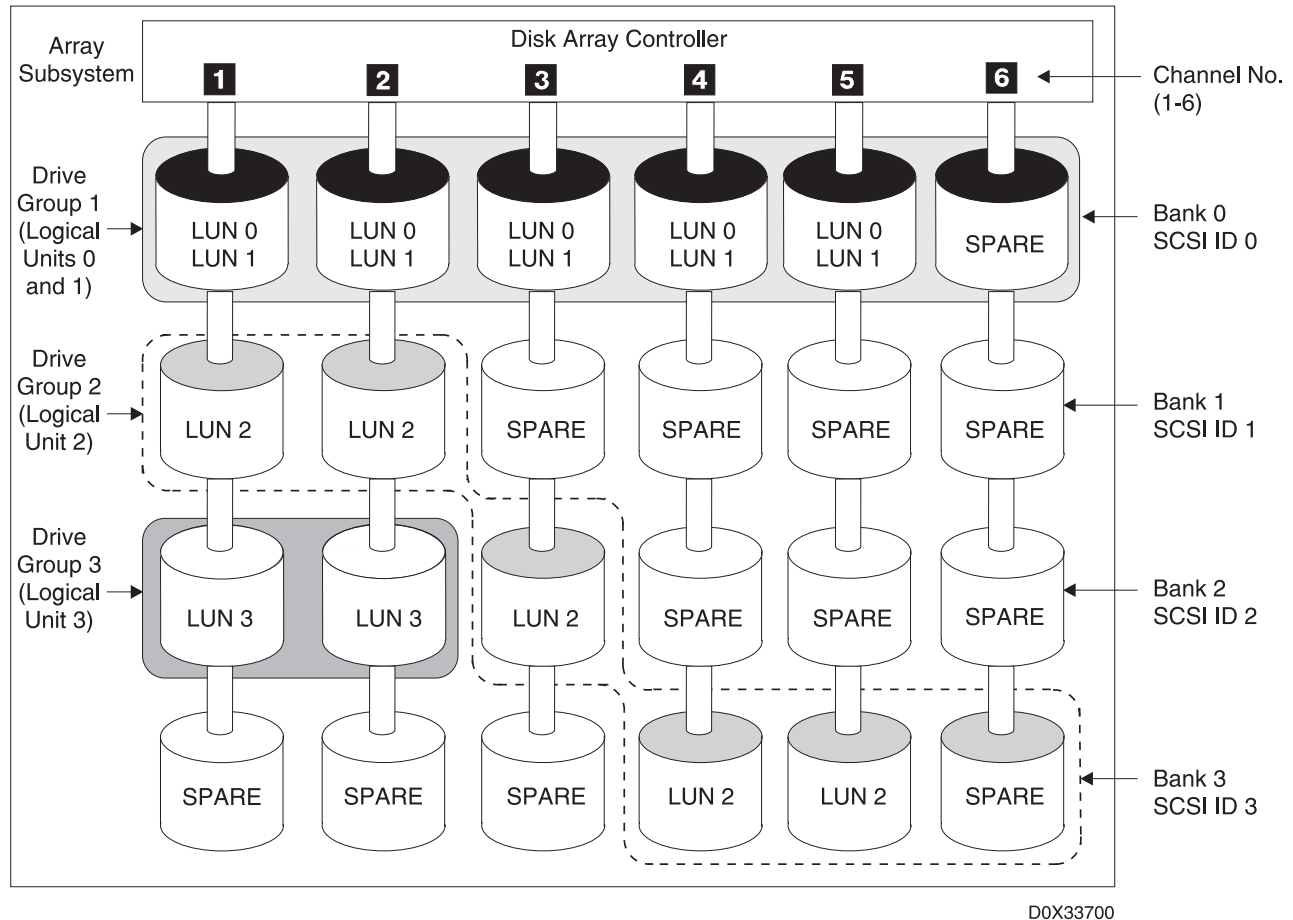 Array
Subsystem
Disk Array Controller
1 2 3 4 5 6
Channel No.
(1-6)
Drive
Group 1
(Logical
Units 0
and 1)
LUN 0 LUN 0 LUN 0 LUN 0 LUN 0 SPARE
LUN 1 LUN 1 LUN 1 LUN 1 LUN 1
Bank 0
SCSI ID 0
Drive
Group 2
(Logical
Unit 2)
LUN 2 LUN 2 SPARE SPARE SPARE SPARE
Bank 1
SCSI ID 1
Drive
Group 3
(Logical
Unit 3)
LUN 3 LUN 3 LUN 2 SPARE SPARE SPARE
Bank 2
SCSI ID 2
SPARE SPARE SPARE LUN 2 LUN 2 SPARE
Bank 3
SCSI ID 3
D0X33700